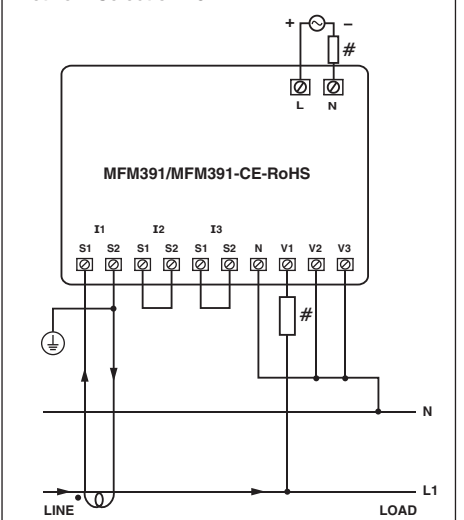 + –
#
L N
MFM391/MFM391-CE-RoHS
I1 I2 I3
S1 S2 S1 S2 S1 S2 N V1 V2 V3
#
N
L1
LINE LOAD